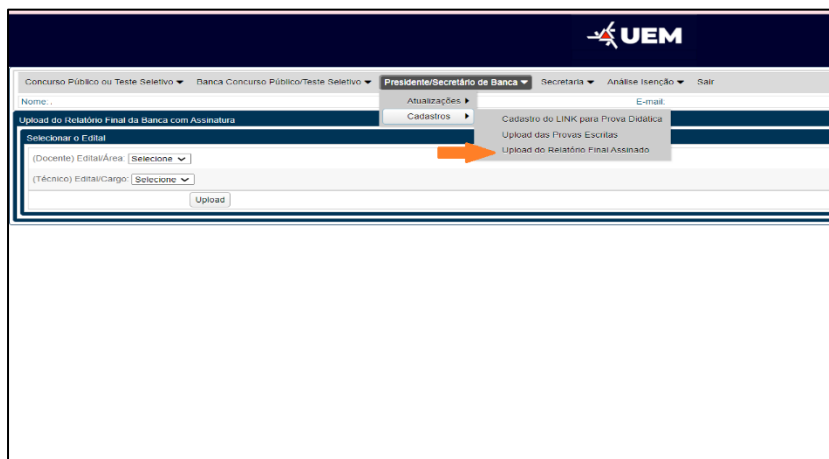 UEM
Concurso Público ou Teste Seletivo Banca Concurso Público/Teste Seletivo Presidente/Secretário de Banca Secretaria Análise Isenção Sair
Nome: . E-mail:
Atualizações
Cadastros
Cadastro do LINK para Prova Didática
Upload das Provas Escritas
Upload do Relatório Final Assinado
Upload do Relatório Final da Banca com Assinatura
Selecionar o Edital
(Docente) Edital/Área: Selecione
(Técnico) Edital/Cargo: Selecione
Upload